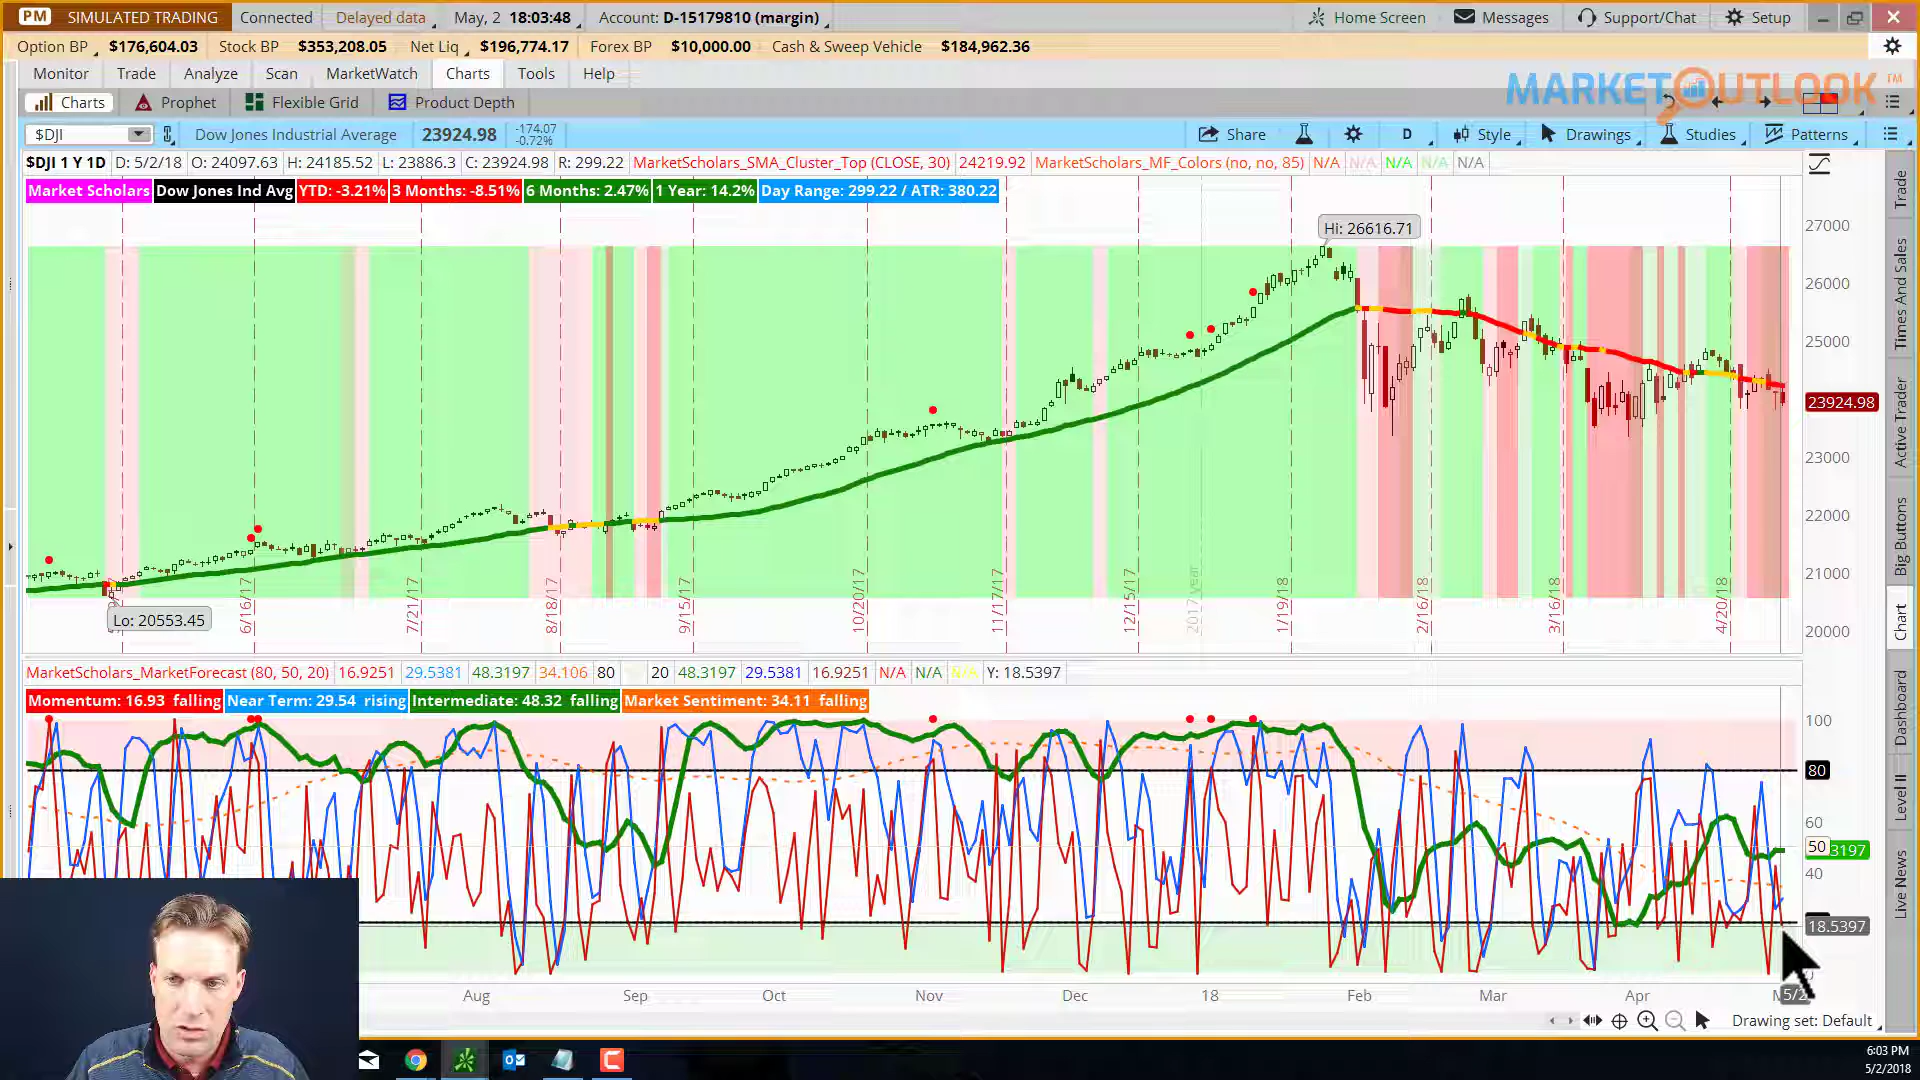 PM SIMULATED TRADING Connected Delayed data May, 2 18:03:48 Account: D-15179810 (margin) Home Screen Messages Support/Chat Setup
Option BP $176,604.03 Stock BP $353,208.05 Net Liq $196,774.17 Forex BP $10,000.00 Cash & Sweep Vehicle $184,962.36
Monitor Trade Analyze Scan MarketWatch Charts Tools Help
MARKETOUTLOOK TM
Charts Prophet Flexible Grid Product Depth
$DJI Dow Jones Industrial Average 23924.98 -174.07 -0.72% Share D Style Drawings Studies Patterns
$DJI 1 Y 1D D: 5/2/18 O: 24097.63 H: 24185.52 L: 23886.3 C: 23924.98 R: 299.22 MarketScholars_SMA_Cluster_Top (CLOSE, 30) 24219.92 MarketScholars_MF_Colors (no, no, 85) N/A N/A N/A N/A N/A
Market Scholars Dow Jones Ind Avg YTD: -3.21% 3 Months: -8.51% 6 Months: 2.47% 1 Year: 14.2% Day Range: 299.22 / ATR: 380.22
Hi: 26616.71
27000
26000
25000
23924.98
23000
22000
21000
20000
Lo: 20553.45
6/16/17 7/21/17 8/18/17 9/15/17 10/20/17 11/17/17 12/15/17 2017 year 1/19/18 2/16/18 3/16/18 4/20/18
MarketScholars_MarketForecast (80, 50, 20) 16.9251 29.5381 48.3197 34.106 80 20 48.3197 29.5381 16.9251 N/A N/A N/A Y: 18.5397
Momentum: 16.93 falling Near Term: 29.54 rising Intermediate: 48.32 falling Market Sentiment: 34.11 falling
100
80
60
50
3197
40
18.5397
Aug Sep Oct Nov Dec 18 Feb Mar Apr
Drawing set: Default
Trade
Times And Sales
Active Trader
Big Buttons
Chart
Dashboard
Level II
Live News
6:03 PM
5/2/2018